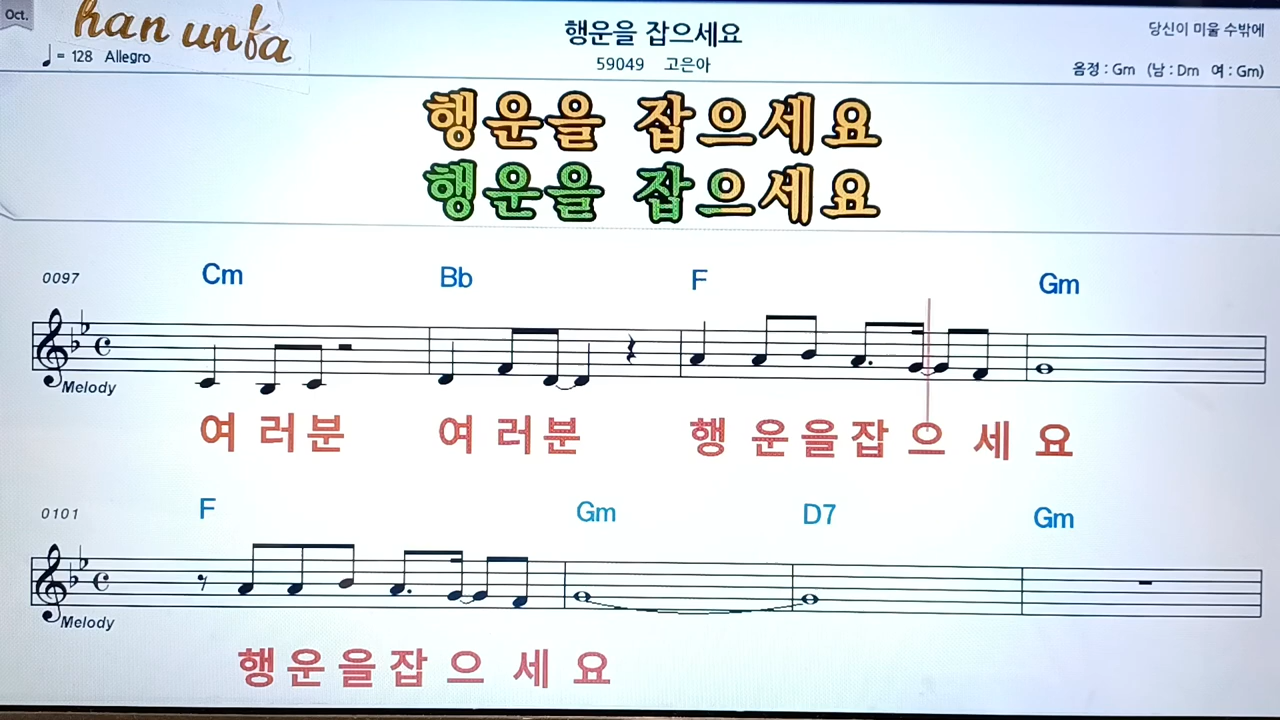 Oct.
han unfa
♩ = 128 Allegro
행운을 잡으세요
59049 고은아
당신이 미울 수밖에
음정 : Gm (남 : Dm 여 : Gm)
행운을 잡으세요
행운을 잡으세요
0097
Cm Bb F Gm
Melody
여 러분 여 러분 행 운을잡 으 세 요
0101
F Gm D7 Gm
Melody
행운을잡 으 세 요